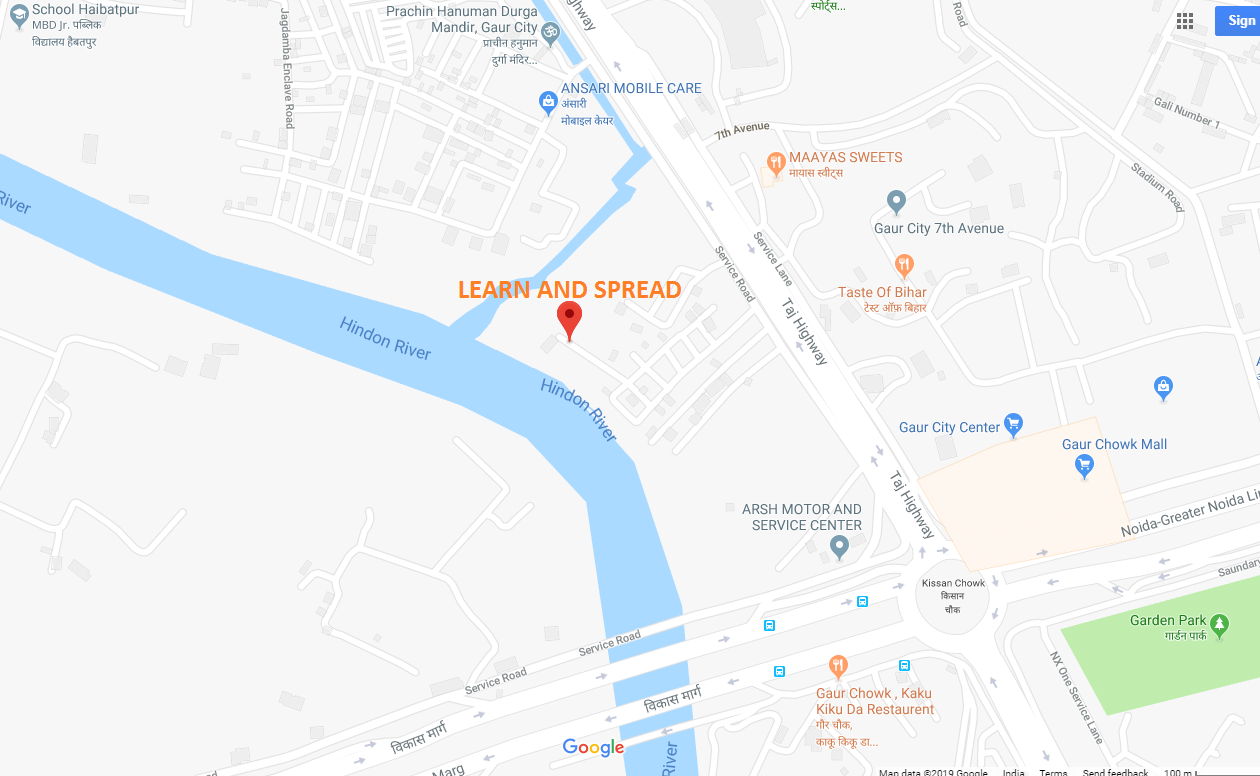 School Haibatpur
MBD Jr. पब्लिक
विद्यालय हैबतपुर
Jagdamba Enclave Road
Prachin Hanuman Durga
Mandir, Gaur City
प्राचीन हनुमान
दुर्गा मंदिर...
Highway
स्पोर्ट्स...
Road
Sign
ANSARI MOBILE CARE
अंसारी
मोबाइल केयर
7th Avenue
Gali Number 1
MAAYAS SWEETS
मायास स्वीट्स
Stadium Road
River
Gaur City 7th Avenue
Service Lane
Service Road
Taste Of Bihar
टेस्ट ऑफ़ बिहार
LEARN AND SPREAD
Taj Highway
Hindon River
Hindon River
Gaur City Center
Gaur Chowk Mall
Taj Highway
ARSH MOTOR AND
SERVICE CENTER
Noida-Greater Noida Li
Kissan Chowk
किसान
चौक
Saundar
Garden Park
गार्डन पार्क
Service Road
Service Road
NX One Service Lane
विकास मार्ग
विकास मार्ग
Gaur Chowk , Kaku
Kiku Da Restaurent
गौर चौक,
काकू किकू डा...
Google
River
Marg
Map data ©2019 Google
India
Terms
Send feedback
100 m